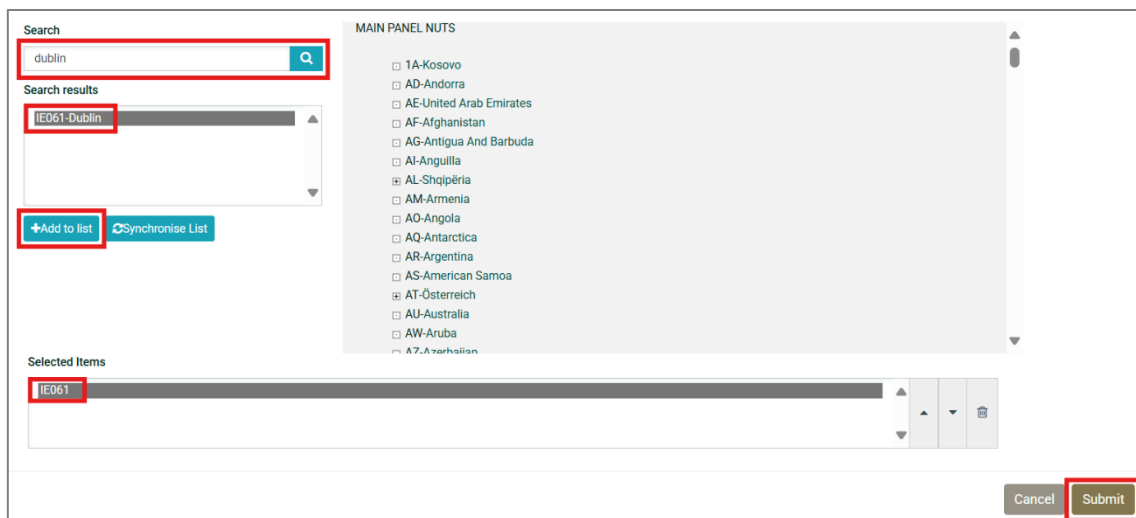 Search
dublin
Search results
IE061-Dublin
+Add to list
Synchronise List
MAIN PANEL NUTS
1A-Kosovo
AD-Andorra
AE-United Arab Emirates
AF-Afghanistan
AG-Antigua And Barbuda
AI-Anguilla
AL-Shqipëria
AM-Armenia
AO-Angola
AQ-Antarctica
AR-Argentina
AS-American Samoa
AT-Österreich
AU-Australia
AW-Aruba
AZ-Azerbaijan
Selected Items
IE061
Cancel
Submit